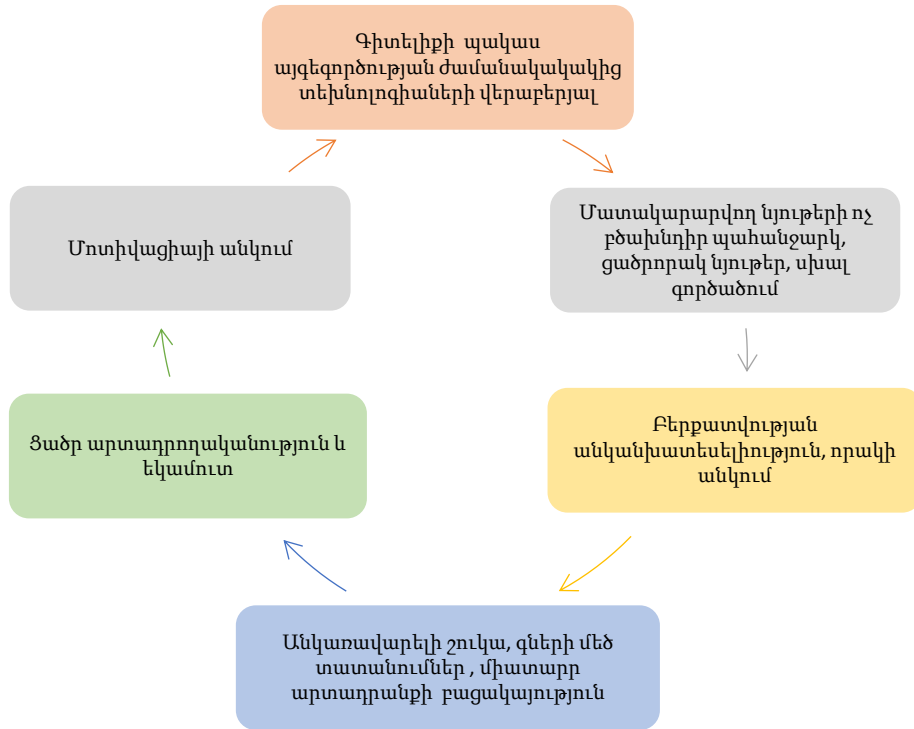 Գիտելիքի պակաս
այգեգործության ժամանակակակից
տեխնոլոգիաների վերաբերյալ
Մատակարարվող նյութերի ոչ
բծախնդիր պահանջարկ,
ցածրորակ նյութեր, սխալ
գործածում
Բերքատվության
անկանխատեսելիություն, որակի
անկում
Անկառավարելի շուկա, գների մեծ
տատանումներ , միատարր
արտադրանքի բացակայություն
Ցածր արտադրողականություն և
եկամուտ
Մոտիվացիայի անկում